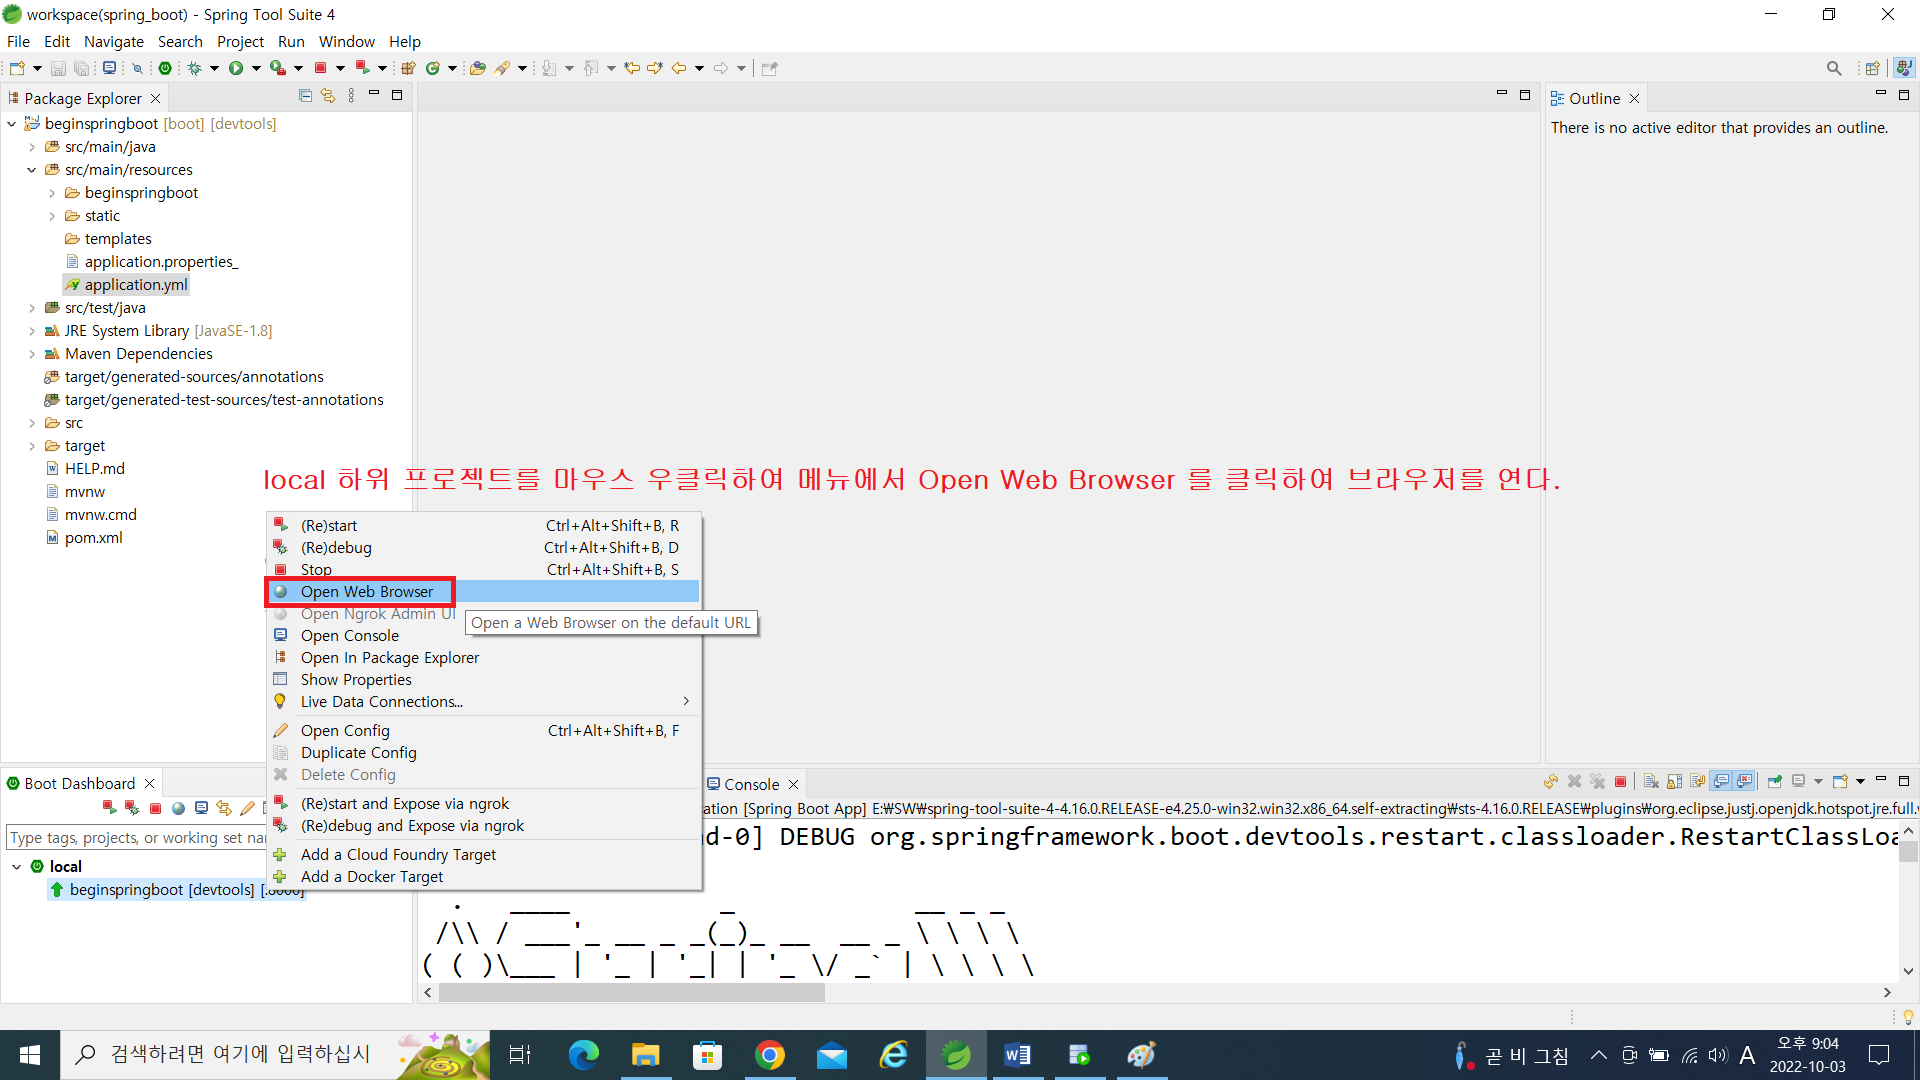 workspace(spring_boot) - Spring Tool Suite 4
File Edit Navigate Search Project Run Window Help
Package Explorer
Outline
There is no active editor that provides an outline.
beginspringboot [boot] [devtools]
src/main/java
src/main/resources
beginspringboot
static
templates
application.properties_
application.yml
src/test/java
JRE System Library [JavaSE-1.8]
Maven Dependencies
target/generated-sources/annotations
target/generated-test-sources/test-annotations
src
target
HELP.md
mvnw
mvnw.cmd
pom.xml
local 하위 프로젝트를 마우스 우클릭하여 메뉴에서 Open Web Browser 를 클릭하여 브라우저를 연다.
(Re)start Ctrl+Alt+Shift+B, R
(Re)debug Ctrl+Alt+Shift+B, D
Stop Ctrl+Alt+Shift+B, S
Open Web Browser
Open Ngrok Admin UI
Open a Web Browser on the default URL
Open Console
Open In Package Explorer
Show Properties
Live Data Connections...
Open Config Ctrl+Alt+Shift+B, F
Duplicate Config
Delete Config
(Re)start and Expose via ngrok
(Re)debug and Expose via ngrok
Add a Cloud Foundry Target
Add a Docker Target
Boot Dashboard
Type tags, projects, or working set
local
beginspringboot [devtools] [:8000]
Console
[Spring Boot App] E:₩SW₩spring-tool-suite-4-4.16.0.RELEASE-e4.25.0-win32.win32.x86_64.self-extracting₩sts-4.16.0.RELEASE₩plugins₩org.eclipse.justj.openjdk.hotspot.jre.full.
d-0] DEBUG org.springframework.boot.devtools.restart.classloader.RestartClassLoa
검색하려면 여기에 입력하십시
곧 비 그침
A
오후 9:04
2022-10-03